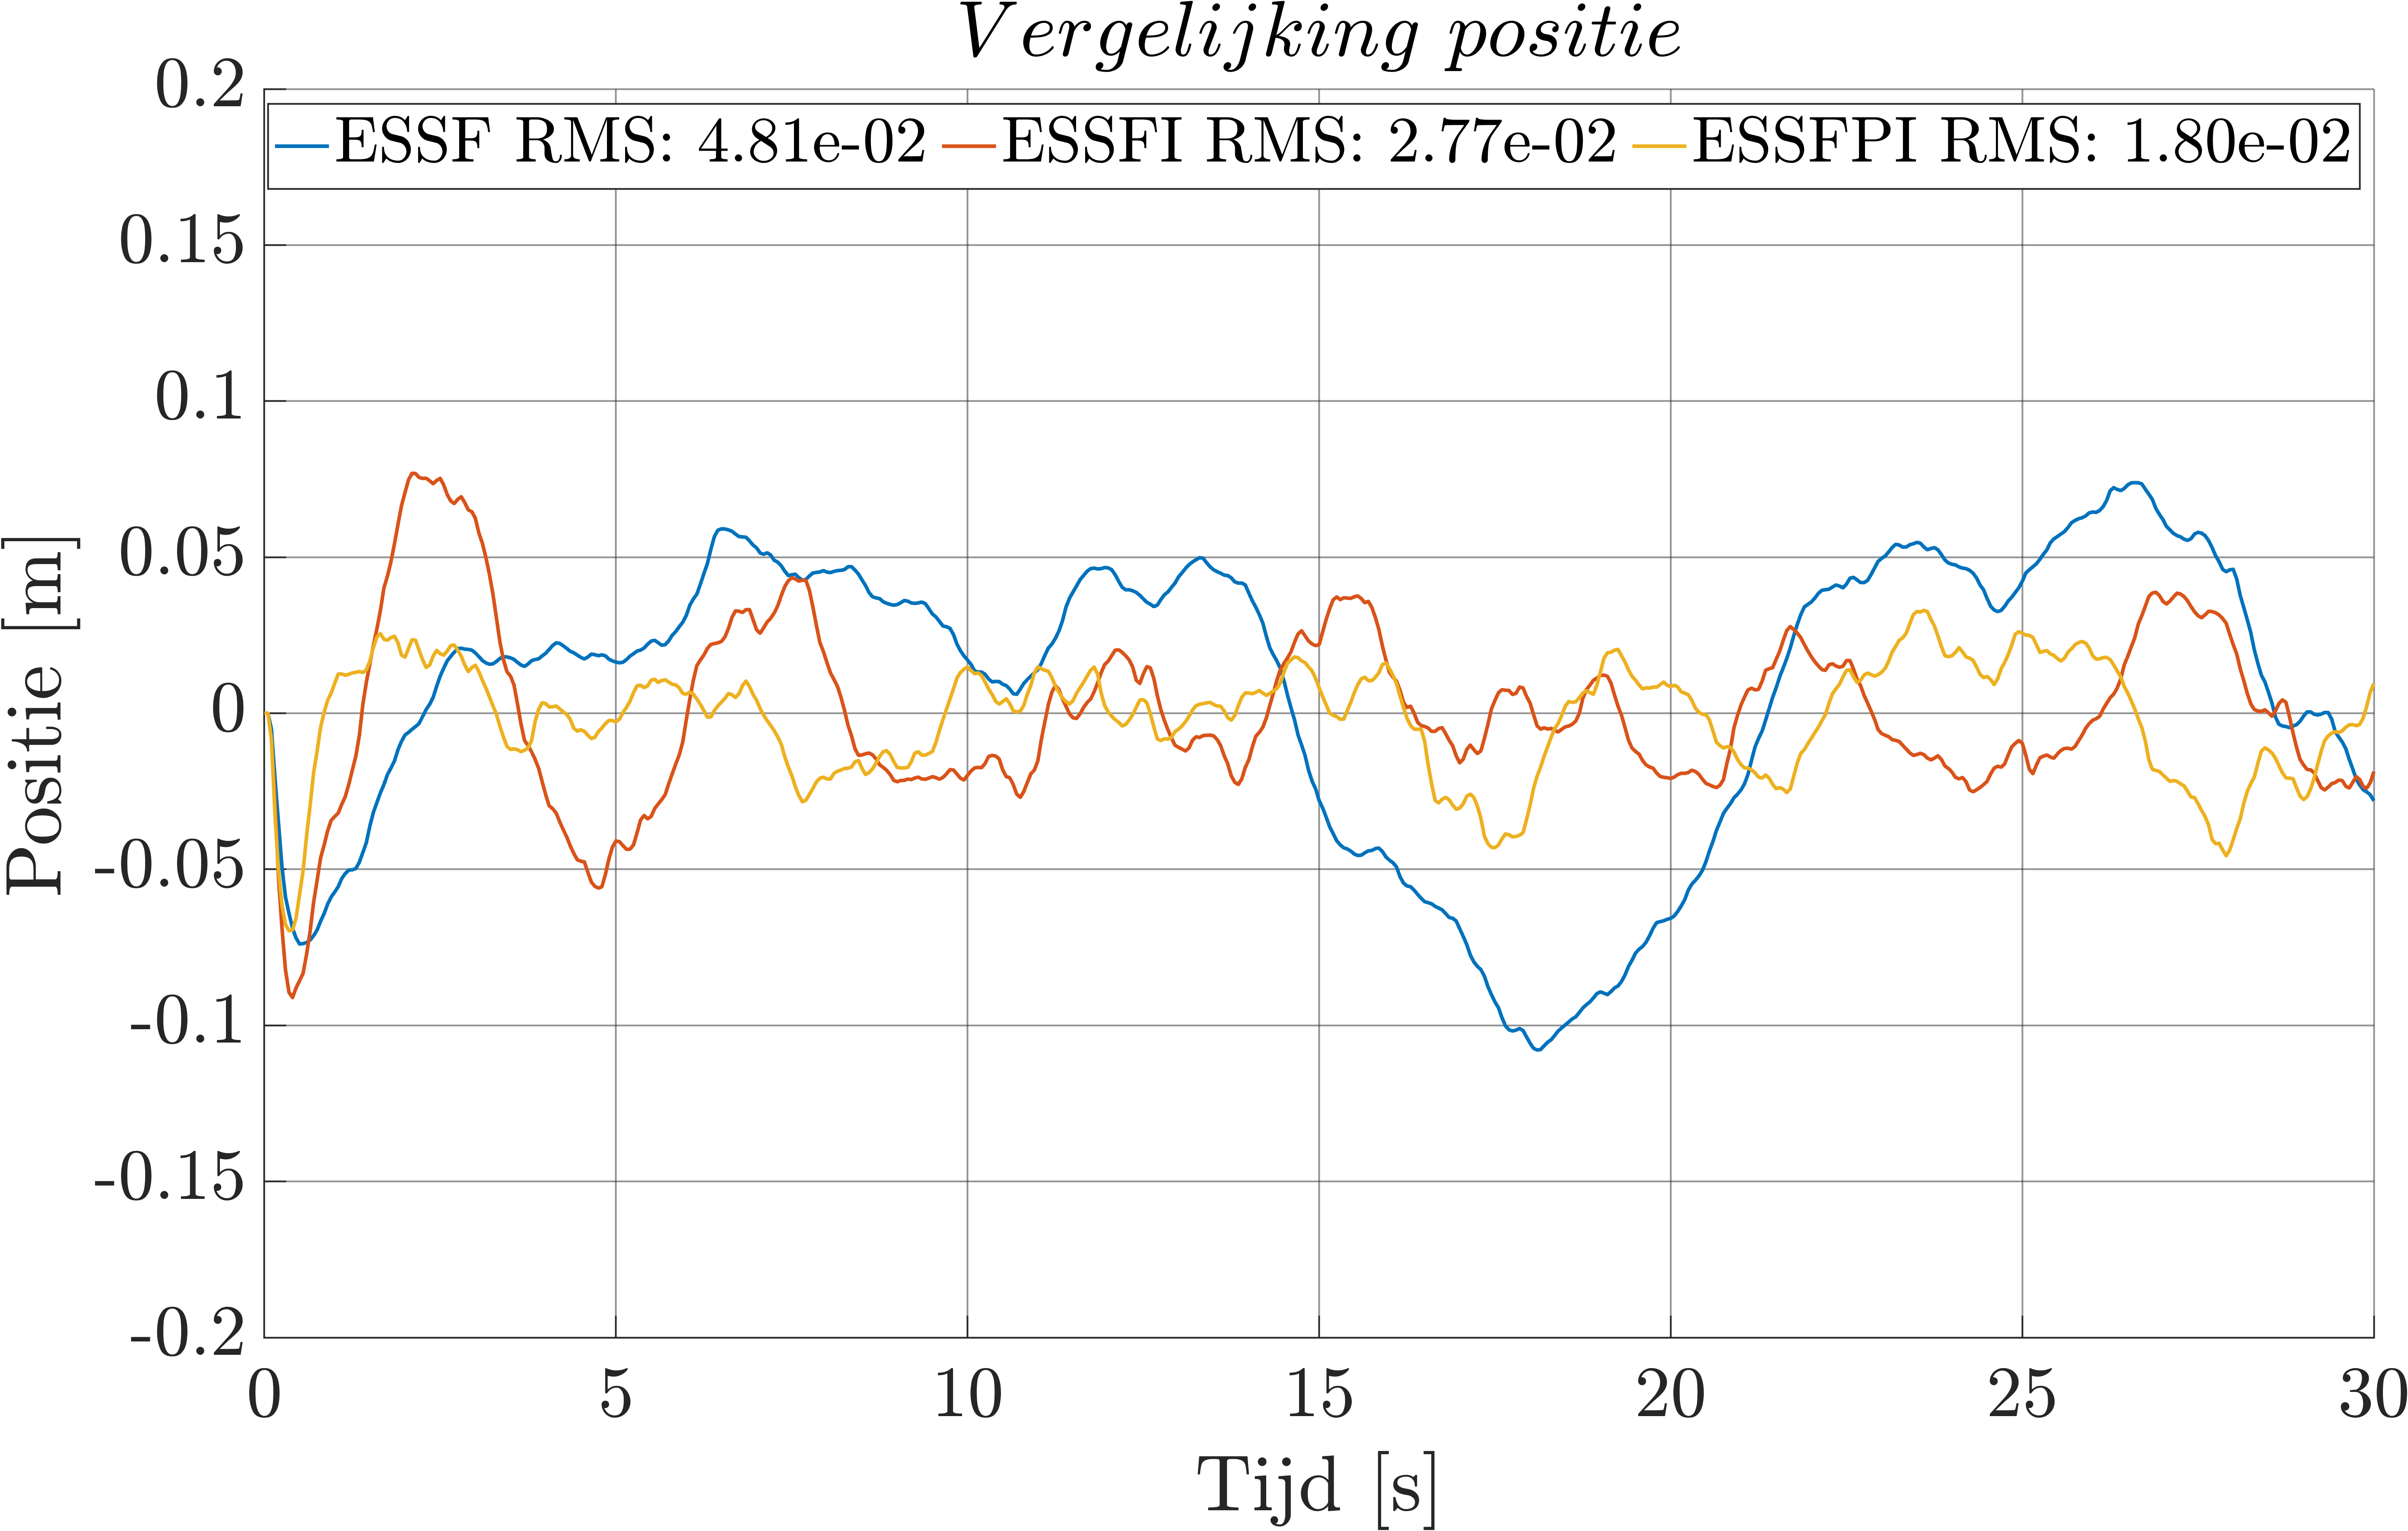 Vergelijking positie
0.2
ESSF RMS: 4.81e-02 ESSFI RMS: 2.77e-02 ESSFPI RMS: 1.80e-02
0.15
0.1
0.05
0
-0.05
-0.1
-0.15
-0.2
Positie [m]
0 5 10 15 20 25 30
Tijd [s]